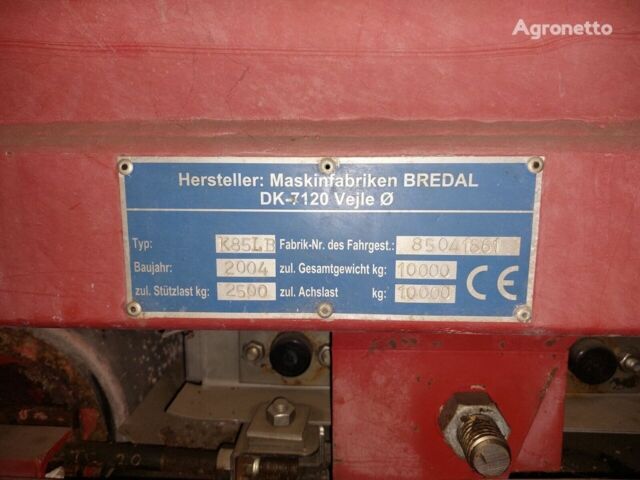 Agronetto
Hersteller: Maskinfabriken BREDAL
DK-7120 Vejle Ø
Typ: K85LB Fabrik-Nr. des Fahrgest.: 85041561
Baujahr: 2004 zul. Gesamtgewicht kg: 10000
zul. Stützlast kg: 2500 zul. Achslast kg: 10000
CE